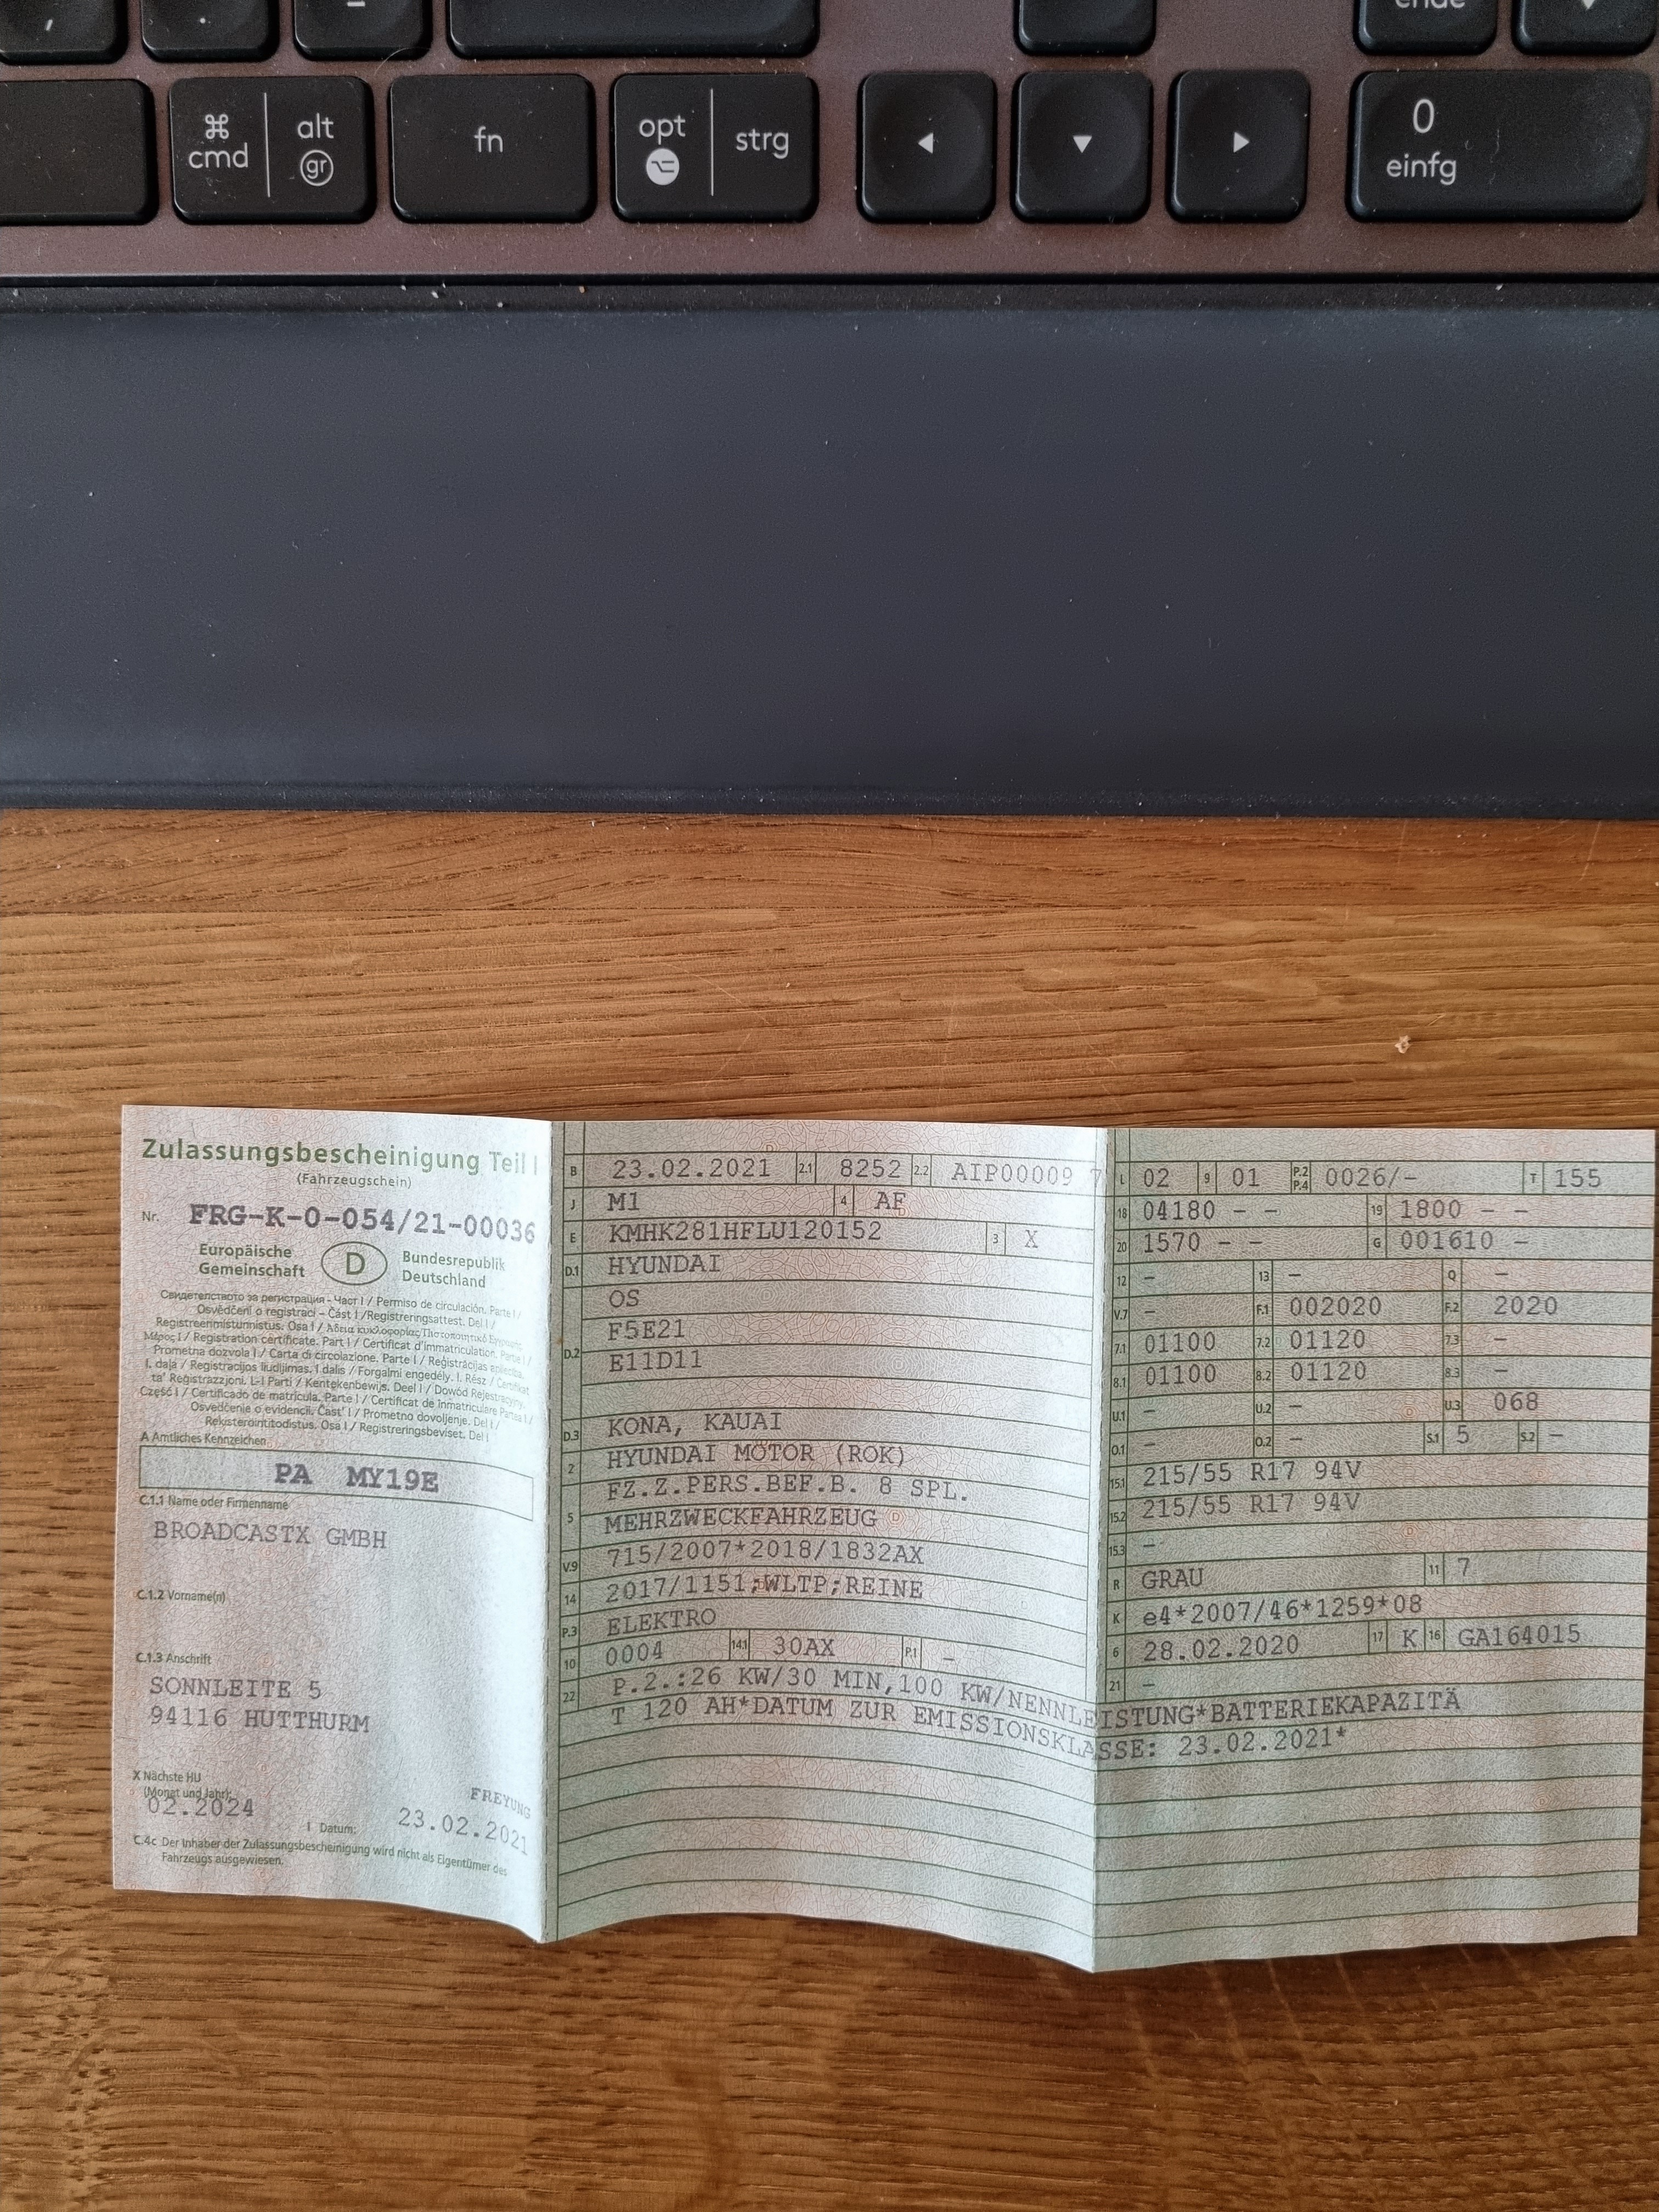 ,
.
–
ende
cmd
alt
gr
fn
opt
strg
0
einfg
Zulassungsbescheinigung Teil I
(Fahrzeugschein)
Nr. FRG-K-0-054/21-00036
Europäische Gemeinschaft
D
Bundesrepublik Deutschland
Свидетелството за регистрация - Част I / Permiso de circulación. Parte I /
Osvědčení o registraci - Část I / Registreringsattest. Del I /
Registreerimistunnistus. Osa I / Άδεια κυκλοφορίας/Πιστοποιητικό Εγγραφής
Μέρος I / Registration certificate. Part I / Certificat d'immatriculation. Partie I /
Prometna dozvola I / Carta di circolazione. Parte I / Reģistrācijas apliecība.
I. daļa / Registracijos liudijimas. I dalis / Forgalmi engedély. I. Rész / Ċertifikat
ta' Reġistrazzjoni. L-I Parti / Kentekenbewijs. Deel I / Dowód Rejestracyjny.
Część I / Certificado de matrícula. Parte I / Certificat de înmatriculare Partea I /
Osvedčenie o evidencii. Časť I / Prometno dovoljenje. Del I /
Rekisteröintitodistus. Osa I / Registreringsbeviset. Del I
A Amtliches Kennzeichen
PA MY19E
C.1.1 Name oder Firmenname
BROADCASTX GMBH
C.1.2 Vorname(n)
C.1.3 Anschrift
SONNLEITE 5
94116 HUTTHURM
X Nächste HU
(Monat und Jahr):
02.2024
FREYUNG
I Datum: 23.02.2021
C.4c Der Inhaber der Zulassungsbescheinigung wird nicht als Eigentümer des
Fahrzeugs ausgewiesen.
B 23.02.2021 2.1 8252 2.2 AIP00009 7
J M1 4 AF
E KMHK281HFLU120152 3 X
D.1 HYUNDAI
OS
F5E21
D.2 E11D11
D.3 KONA, KAUAI
2 HYUNDAI MOTOR (ROK)
FZ.Z.PERS.BEF.B. 8 SPL.
5 MEHRZWECKFAHRZEUG
V.9 715/2007*2018/1832AX
14 2017/1151;WLTP;REINE
P.3 ELEKTRO
10 0004 14.1 30AX P.1 –
22 P.2.:26 KW/30 MIN,100 KW/NENNLEISTUNG*BATTERIEKAPAZITÄ
T 120 AH*DATUM ZUR EMISSIONSKLASSE: 23.02.2021*
L 02 9 01 P.2 P.4 0026/– T 155
18 04180 – – 19 1800 – –
20 1570 – – G 001610 –
12 – 13 – Q –
V.7 – F.1 002020 F.2 2020
7.1 01100 7.2 01120 7.3 –
8.1 01100 8.2 01120 8.3 –
U.1 – U.2 – U.3 068
O.1 – O.2 – S.1 5 S.2 –
15.1 215/55 R17 94V
15.2 215/55 R17 94V
15.3 –
R GRAU 11 7
K e4*2007/46*1259*08
6 28.02.2020 17 K 16 GA164015
21 –